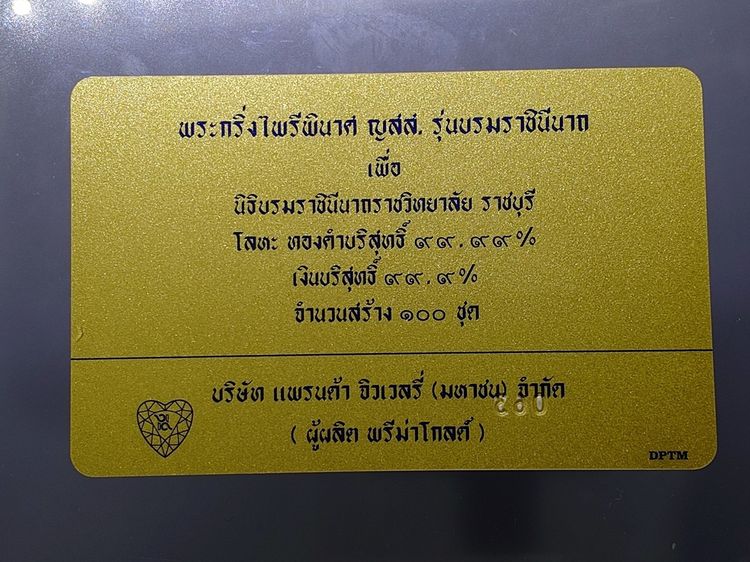 พระกริ่งไพรีพินาศ ญสส. รุ่นบรมราชินีนาถ
เพื่อ
นิธิบรมราชินีนาถราชวิทยาลัย ราชบุรี
โลหะ ทองคำบริสุทธิ์ ๙๙.๙๙%
เงินบริสุทธิ์ ๙๙.๙%
จำนวนสร้าง ๑๐๐ ชุด
บริษัท แพรนด้า จิวเวลรี่ (มหาชน) จำกัด
( ผู้ผลิต พรีม่าโกลด์ )
DPTM